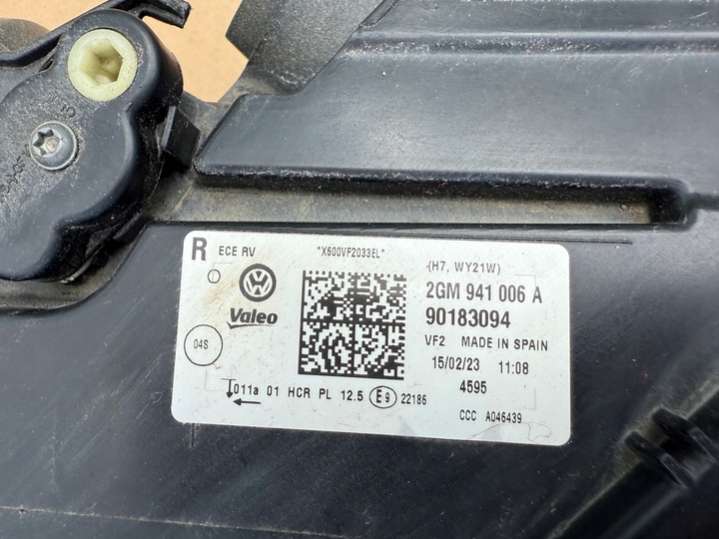 R ECE RV
"X600VF2033EL"
(H7, WY21W)
Valeo
2GM 941 006 A
90183094
VF2 MADE IN SPAIN
04S
15/02/23 11:08
4595
011a 01 HCR PL 12.5 E9 22186
CCC A046439